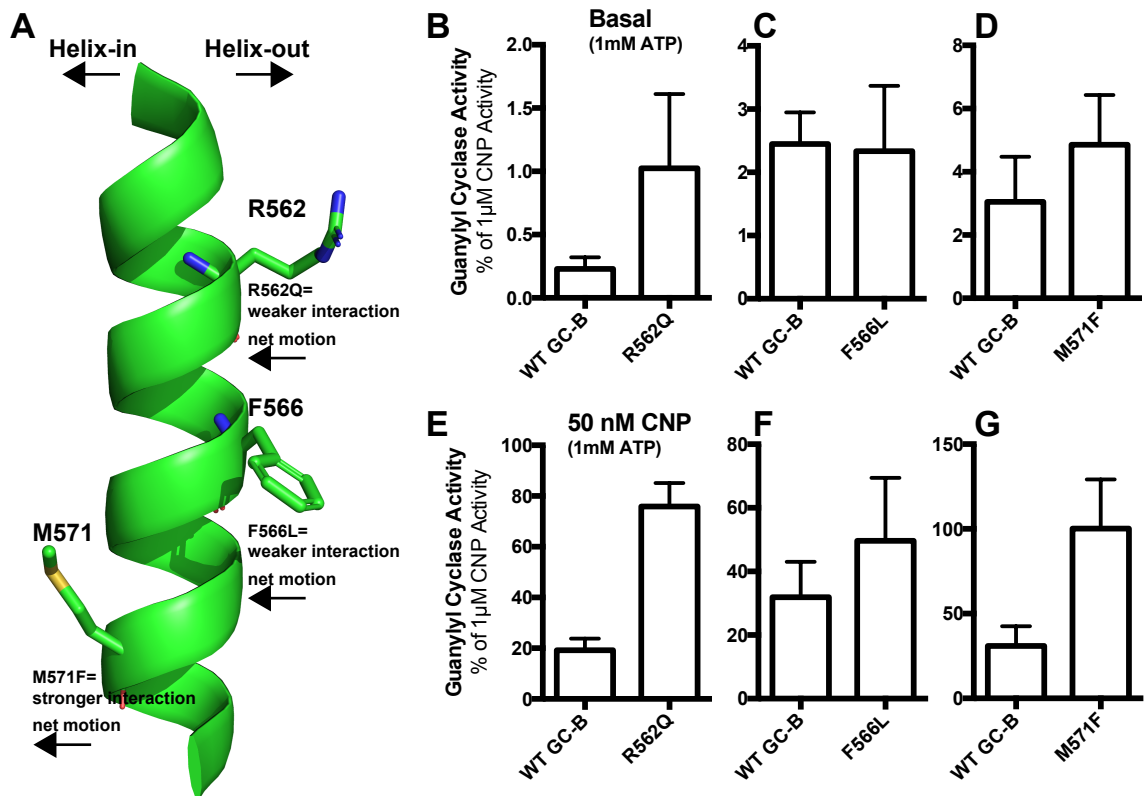 A
Helix-in
Helix-out
R562
R562Q=
weaker interaction
net motion
F566
M571
F566L=
weaker interaction
net motion
M571F=
stronger interaction
net motion
B
Basal
(1mM ATP)
Guanylyl Cyclase Activity
% of 1µM CNP Activity
2.0
1.5
1.0
0.5
0.0
WT GC-B
R562Q
C
4
3
2
1
0
WT GC-B
F566L
D
8
6
4
2
0
WT GC-B
M571F
E
50 nM CNP
(1mM ATP)
Guanylyl Cyclase Activity
% of 1µM CNP Activity
100
80
60
40
20
0
WT GC-B
R562Q
F
80
60
40
20
0
WT GC-B
F566L
G
150
100
50
0
WT GC-B
M571F